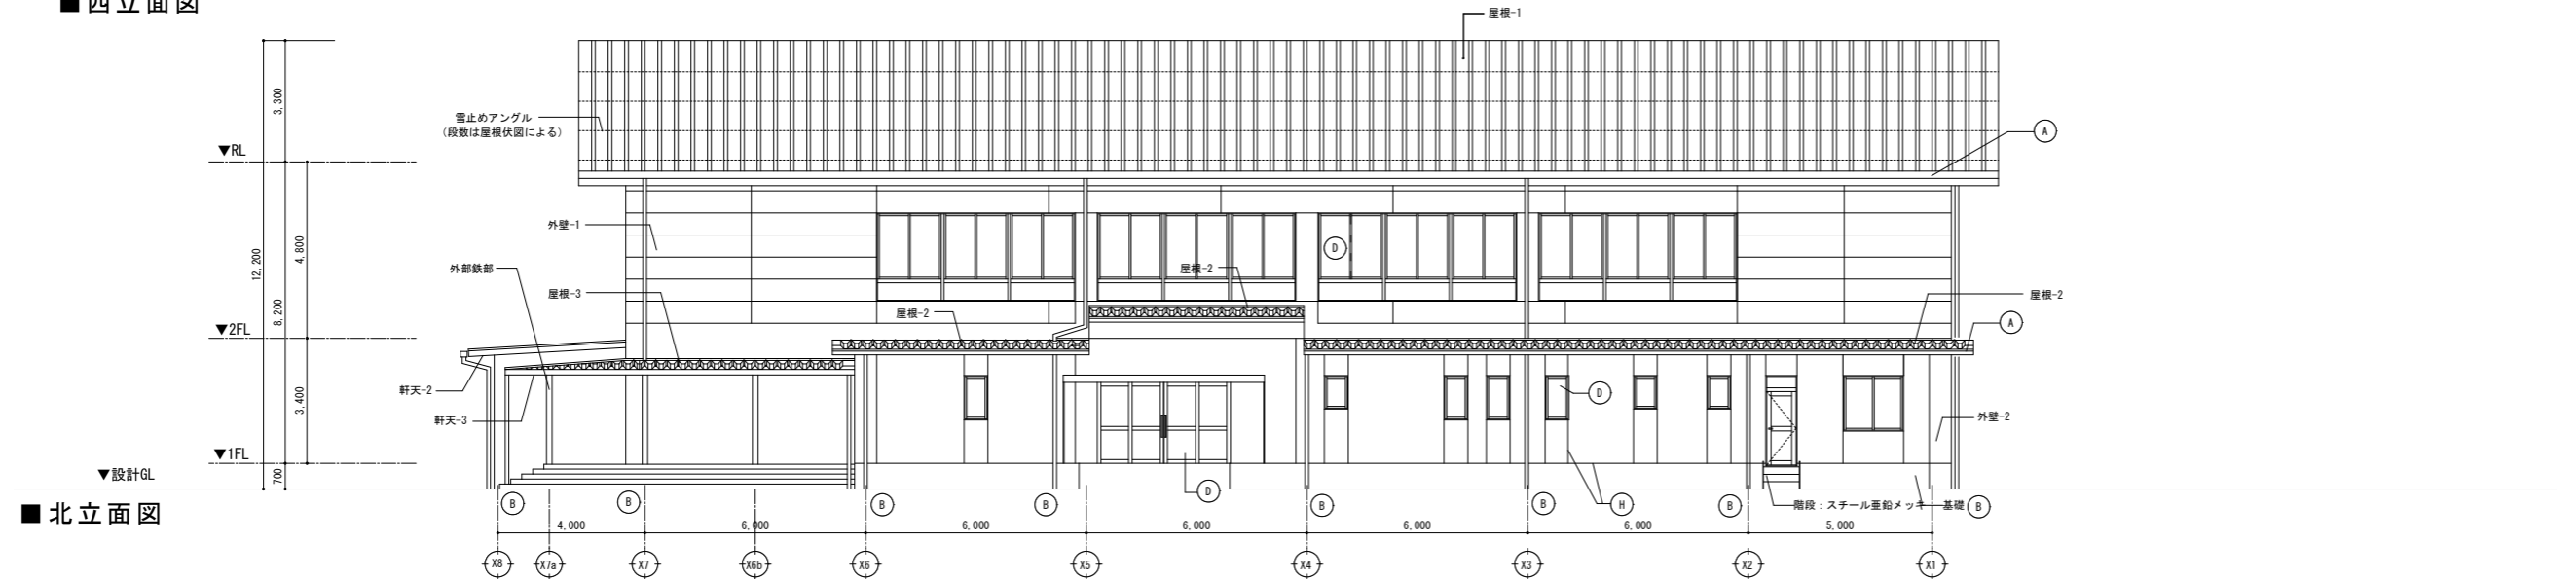 ■西立面図
屋根-1
3,300
雪止めアングル
(段数は屋根伏図による)
A
▼RL
外壁-1
12,200
4,800
D
外部鉄部
屋根-2
屋根-3
屋根-2
屋根-2
8,200
▼2FL
A
軒天-2
3,400
D
軒天-3
外壁-2
▼1FL
▼設計GL
700
D
B
B
B
B
B
B
H
B
階段：スチール亜鉛メッキ
基礎
B
■北立面図
4,000
6,000
6,000
6,000
6,000
6,000
5,000
X8
X7a
X7
X6b
X6
X5
X4
X3
X2
X1